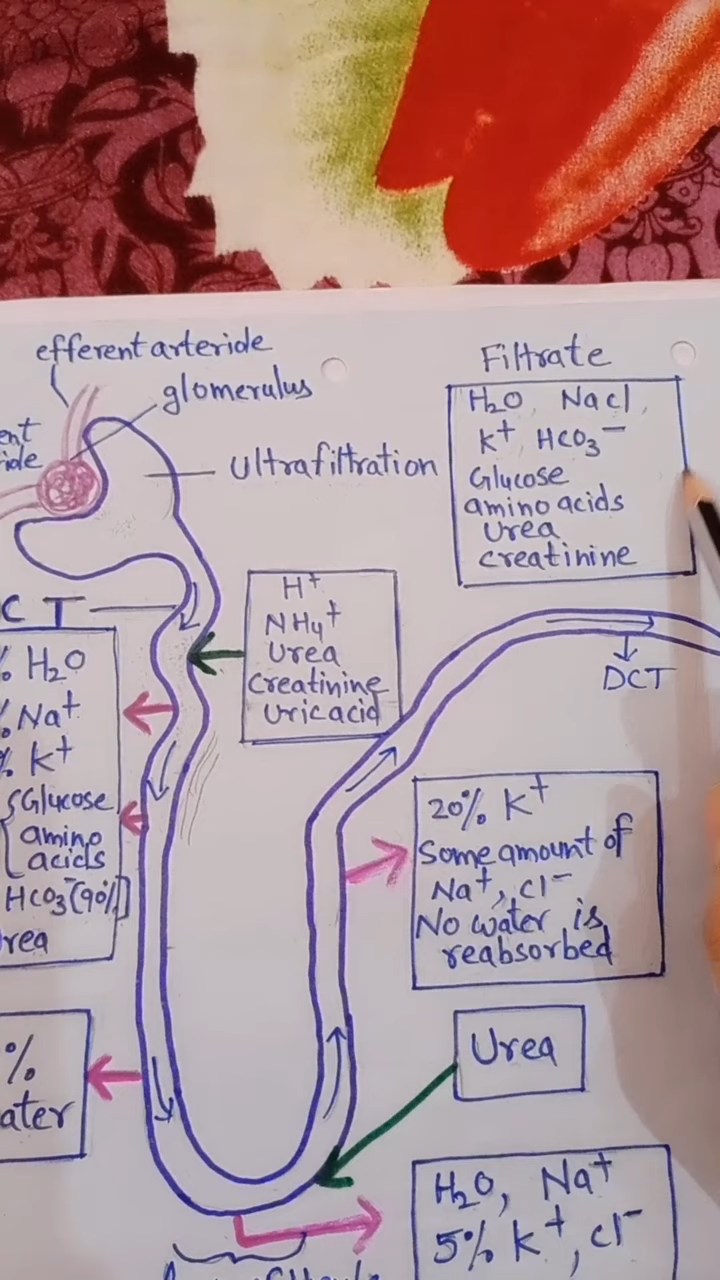 efferent arteride
glomerulus
ent
ide
Ultrafiltration
Filtrate
H2O NaCl,
K+ HCO3-
Glucose
amino acids
Urea
creatinine
CT
% H2O
%Na+
% K+
Glucose
amino
acids
HCO3-(90%)
rea
H+
NH4+
Urea
Creatinine
Uricacid
DCT
20% K+
Some amount of
Na+, Cl-
No water is
reabsorbed
%
ater
Urea
H2O, Na+
5% K+, Cl-